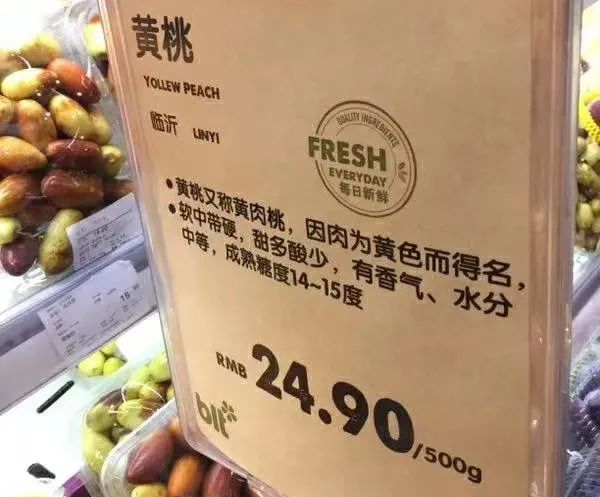 黄桃
YOLLEW PEACH
临沂 LINYI
QUALITY INGREDIENTS
FRESH
EVERYDAY
每日新鲜
•黄桃又称黄肉桃，因肉为黄色而得名，
•软中带硬，甜多酸少，有香气、水分
中等，成熟糖度14~15度
RMB 24.90/500g
blt